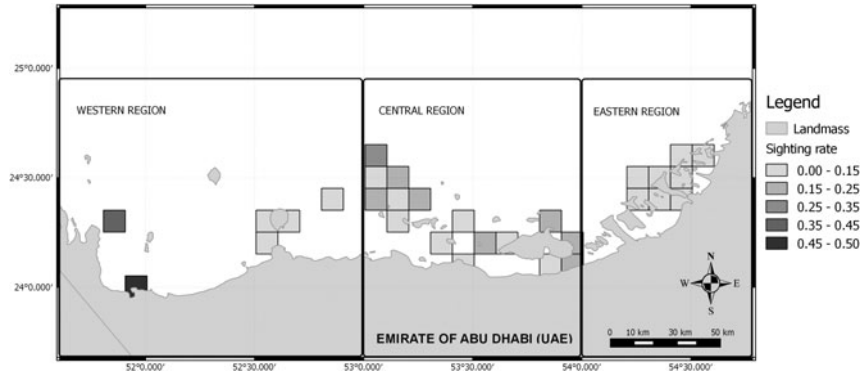 25°0.000'
24°30.000'
24°0.000'
WESTERN REGION
CENTRAL REGION
EASTERN REGION
EMIRATE OF ABU DHABI (UAE)
N
W E
S
0 10 km 30 km 50 km
52°0.000' 52°30.000' 53°0.000' 53°30.000' 54°0.000' 54°30.000'
Legend
Landmass
Sighting rate
0.00 - 0.15
0.15 - 0.25
0.25 - 0.35
0.35 - 0.45
0.45 - 0.50